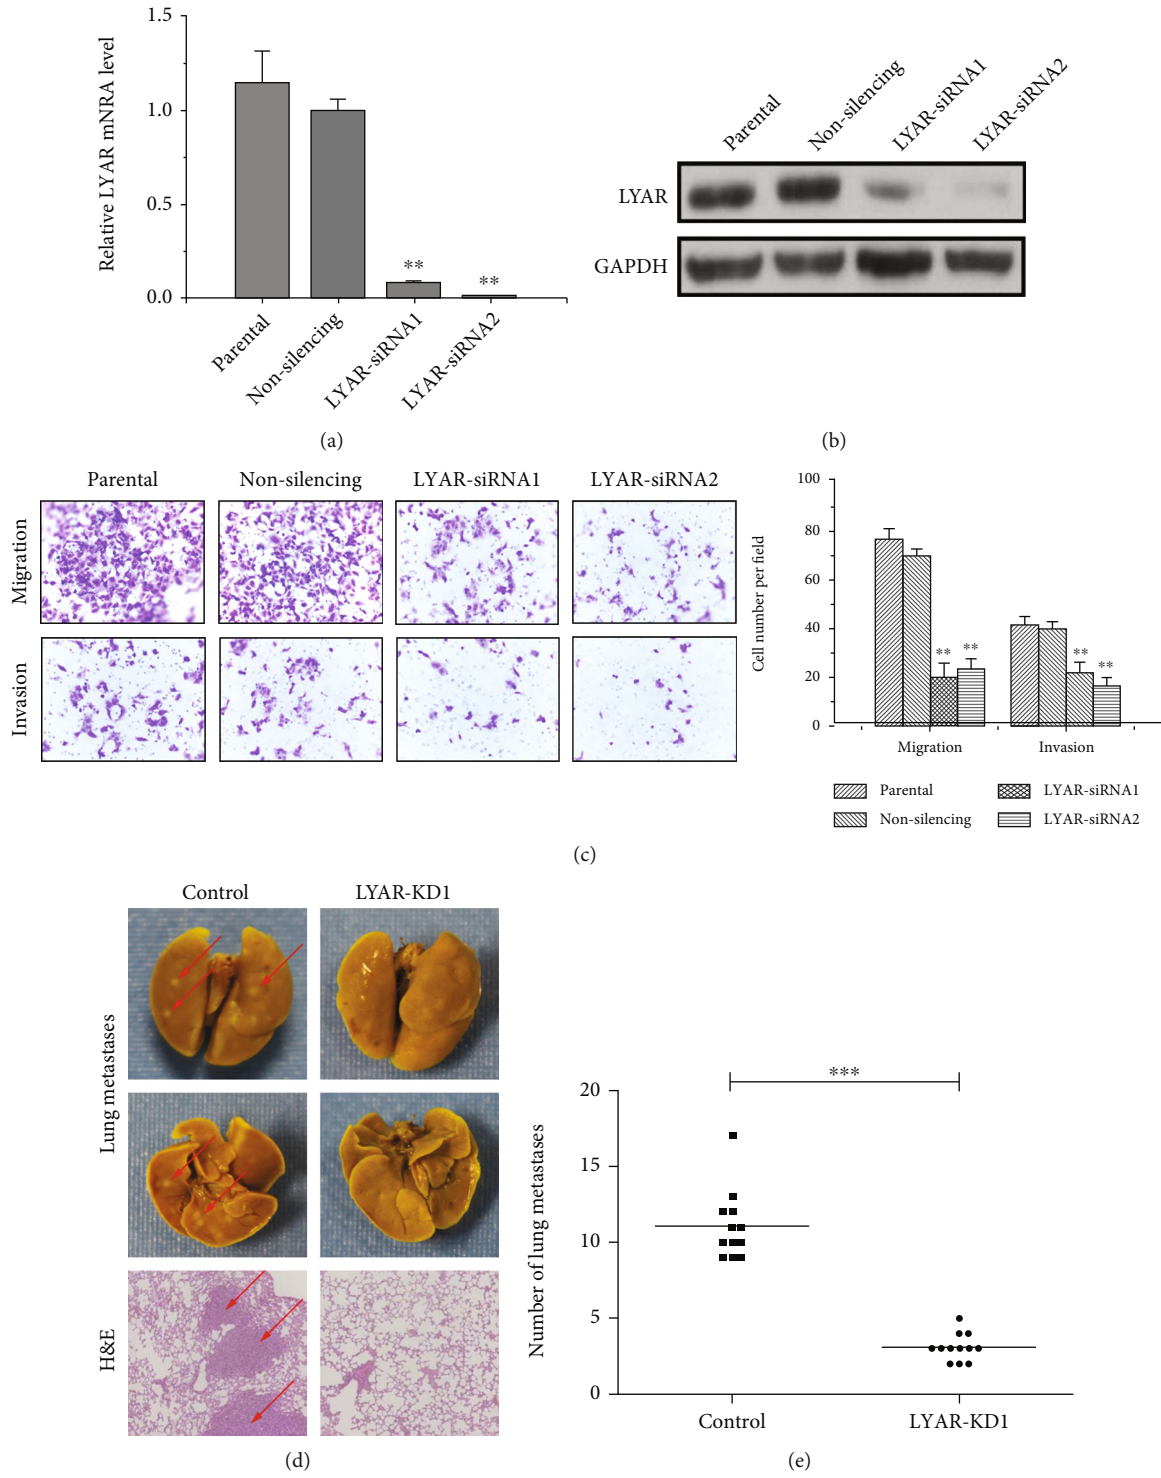 1.5
1.0
0.5
0.0
Relative LYAR mNRA level
**
**
Parental
Non-silencing
LYAR-siRNA1
LYAR-siRNA2
(a)
Parental
Non-silencing
LYAR-siRNA1
LYAR-siRNA2
LYAR
GAPDH
(b)
Parental
Non-silencing
LYAR-siRNA1
LYAR-siRNA2
Migration
Invasion
100
80
60
40
20
0
Cell number per field
**
**
**
**
Migration
Invasion
Parental
LYAR-siRNA1
Non-silencing
LYAR-siRNA2
(c)
Control
LYAR-KD1
Lung metastases
H&E
(d)
20
15
10
5
0
Number of lung metastases
***
Control
LYAR-KD1
(e)